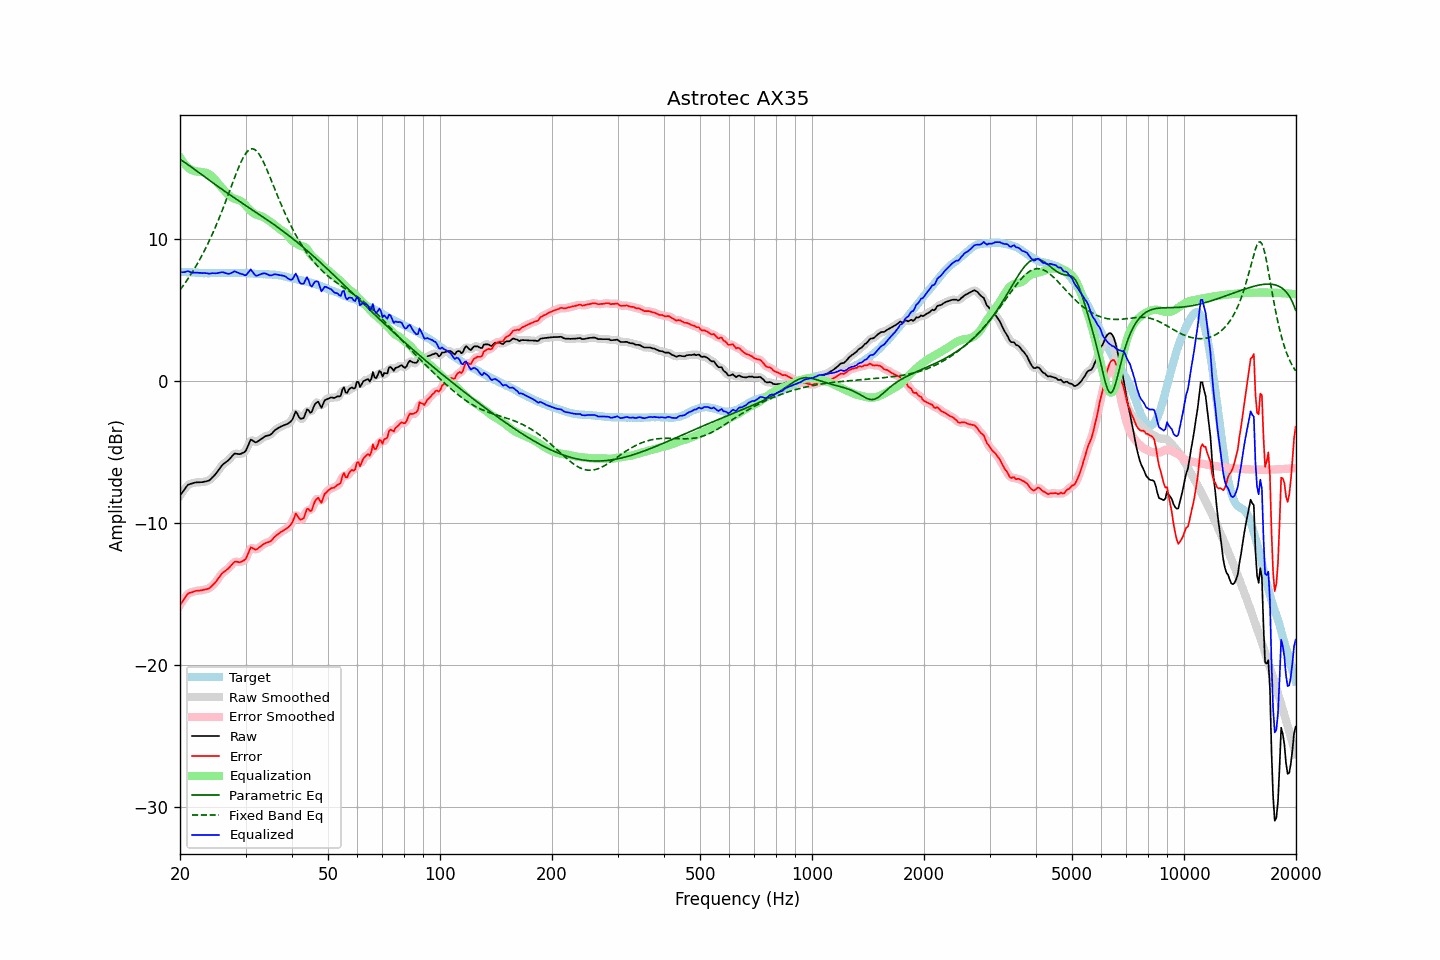 Astrotec AX35
Amplitude (dBr)
10
0
−10
−20
−30
Target
Raw Smoothed
Error Smoothed
Raw
Error
Equalization
Parametric Eq
Fixed Band Eq
Equalized
20 50 100 200 500 1000 2000 5000 10000 20000
Frequency (Hz)